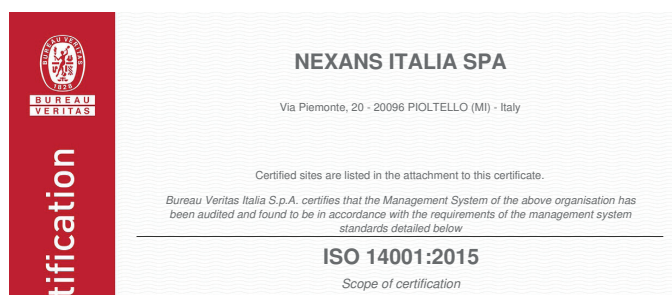 BUREAU VERITAS
1828
BUREAU
VERITAS
tification
NEXANS ITALIA SPA
Via Piemonte, 20 - 20096 PIOLTELLO (MI) - Italy
Certified sites are listed in the attachment to this certificate.
Bureau Veritas Italia S.p.A. certifies that the Management System of the above organisation has
been audited and found to be in accordance with the requirements of the management system
standards detailed below
ISO 14001:2015
Scope of certification